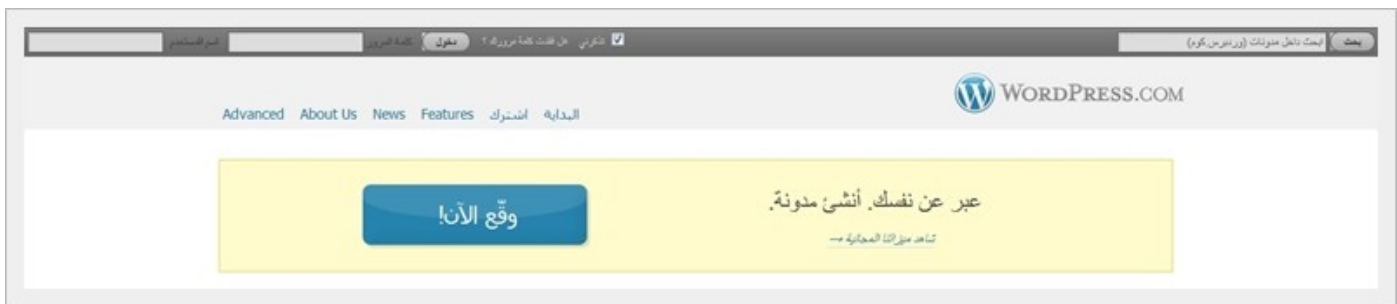 بحث ابحث داخل مدونات (وردبرس.كوم)
تذكرني هل فقدت كلمة مرورك ؟ دخول كلمة المرور اسم المستخدم
WORDPRESS.COM
البداية اشترك Features News About Us Advanced
عبر عن نفسك. أنشئ مدونة.
وقّع الآن!
شاهد ميزاتنا المجانية